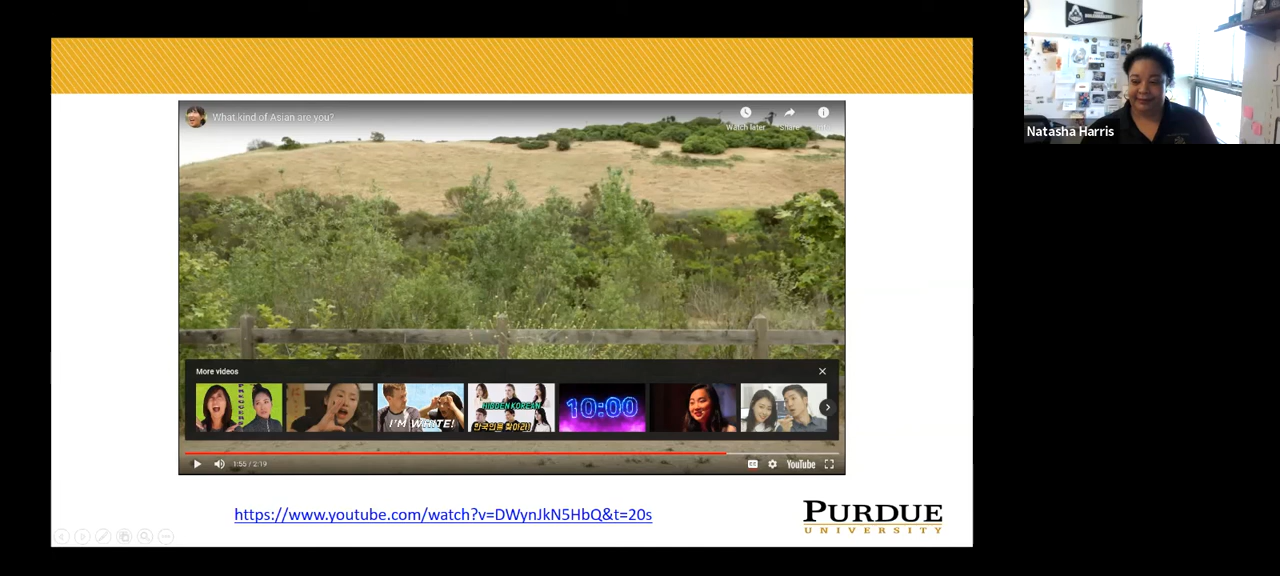 What kind of Asian are you?
Watch later
Share
Natasha Harris
More videos
I'M WRITE!
HIDDEN KOREAN
한국인을 찾아라!
10:00
1:55 / 2:19
CC
YouTube
https://www.youtube.com/watch?v=DWynJkN5HbQ&t=20s
PURDUE
UNIVERSITY